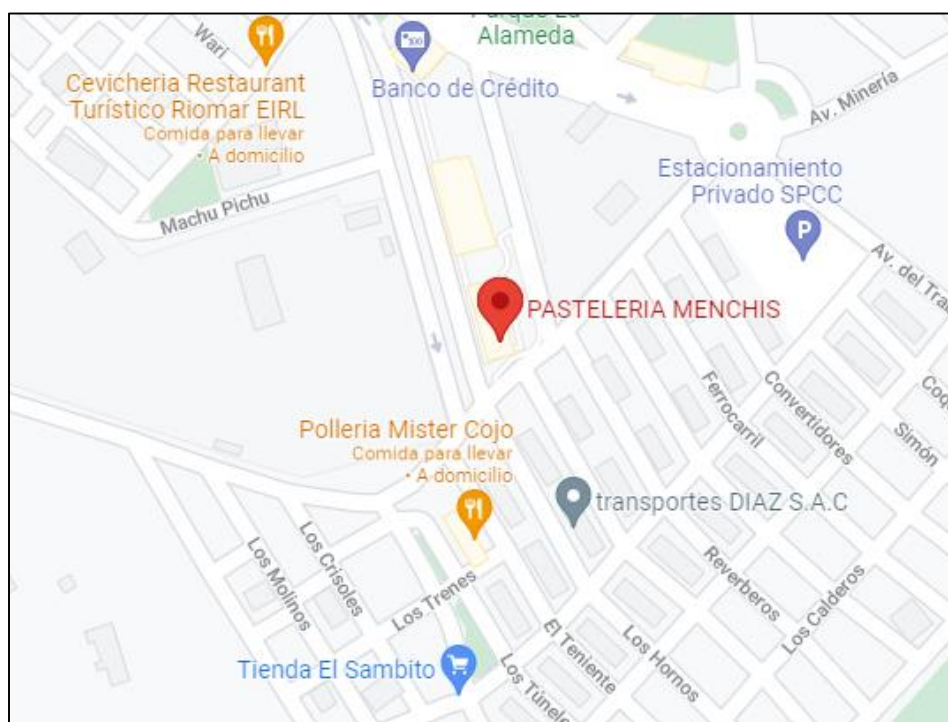 Parque La
Alameda
Wari
Cevicheria Restaurant
Turístico Riomar EIRL
Comida para llevar
• A domicilio
Banco de Crédito
Av. Minería
Estacionamiento
Privado SPCC
P
Machu Pichu
Av. del Tra
PASTELERIA MENCHIS
Coq
Ferrocarril
Convertidores
Simón
Polleria Mister Cojo
Comida para llevar
• A domicilio
transportes DIAZ S.A.C
Los Molinos
Los Crisoles
Los Trenes
Reverberos
Los Calderos
El Teniente
Los Hornos
Tienda El Sambito
Los Túnele